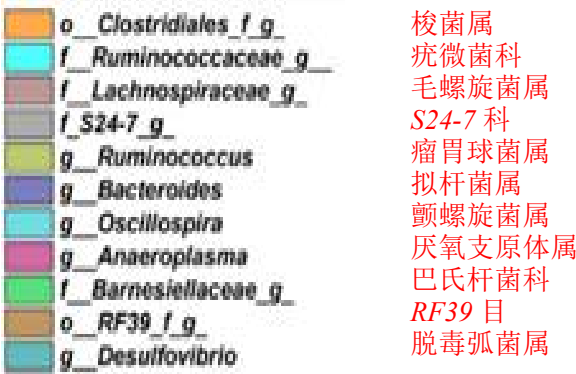 o__Clostridiales_f_g_ 梭菌属
f__Ruminococcaceae_g__ 疣微菌科
f__Lachnospiraceae_g_ 毛螺旋菌属
f_S24-7_g_ S24-7 科
g__Ruminococcus 瘤胃球菌属
g__Bacteroides 拟杆菌属
g__Oscillospira 颤螺旋菌属
g__Anaeroplasma 厌氧支原体属
f__Barnesiellaceae_g_ 巴氏杆菌科
o__RF39_f_g_ RF39 目
g__Desulfovibrio 脱毒弧菌属